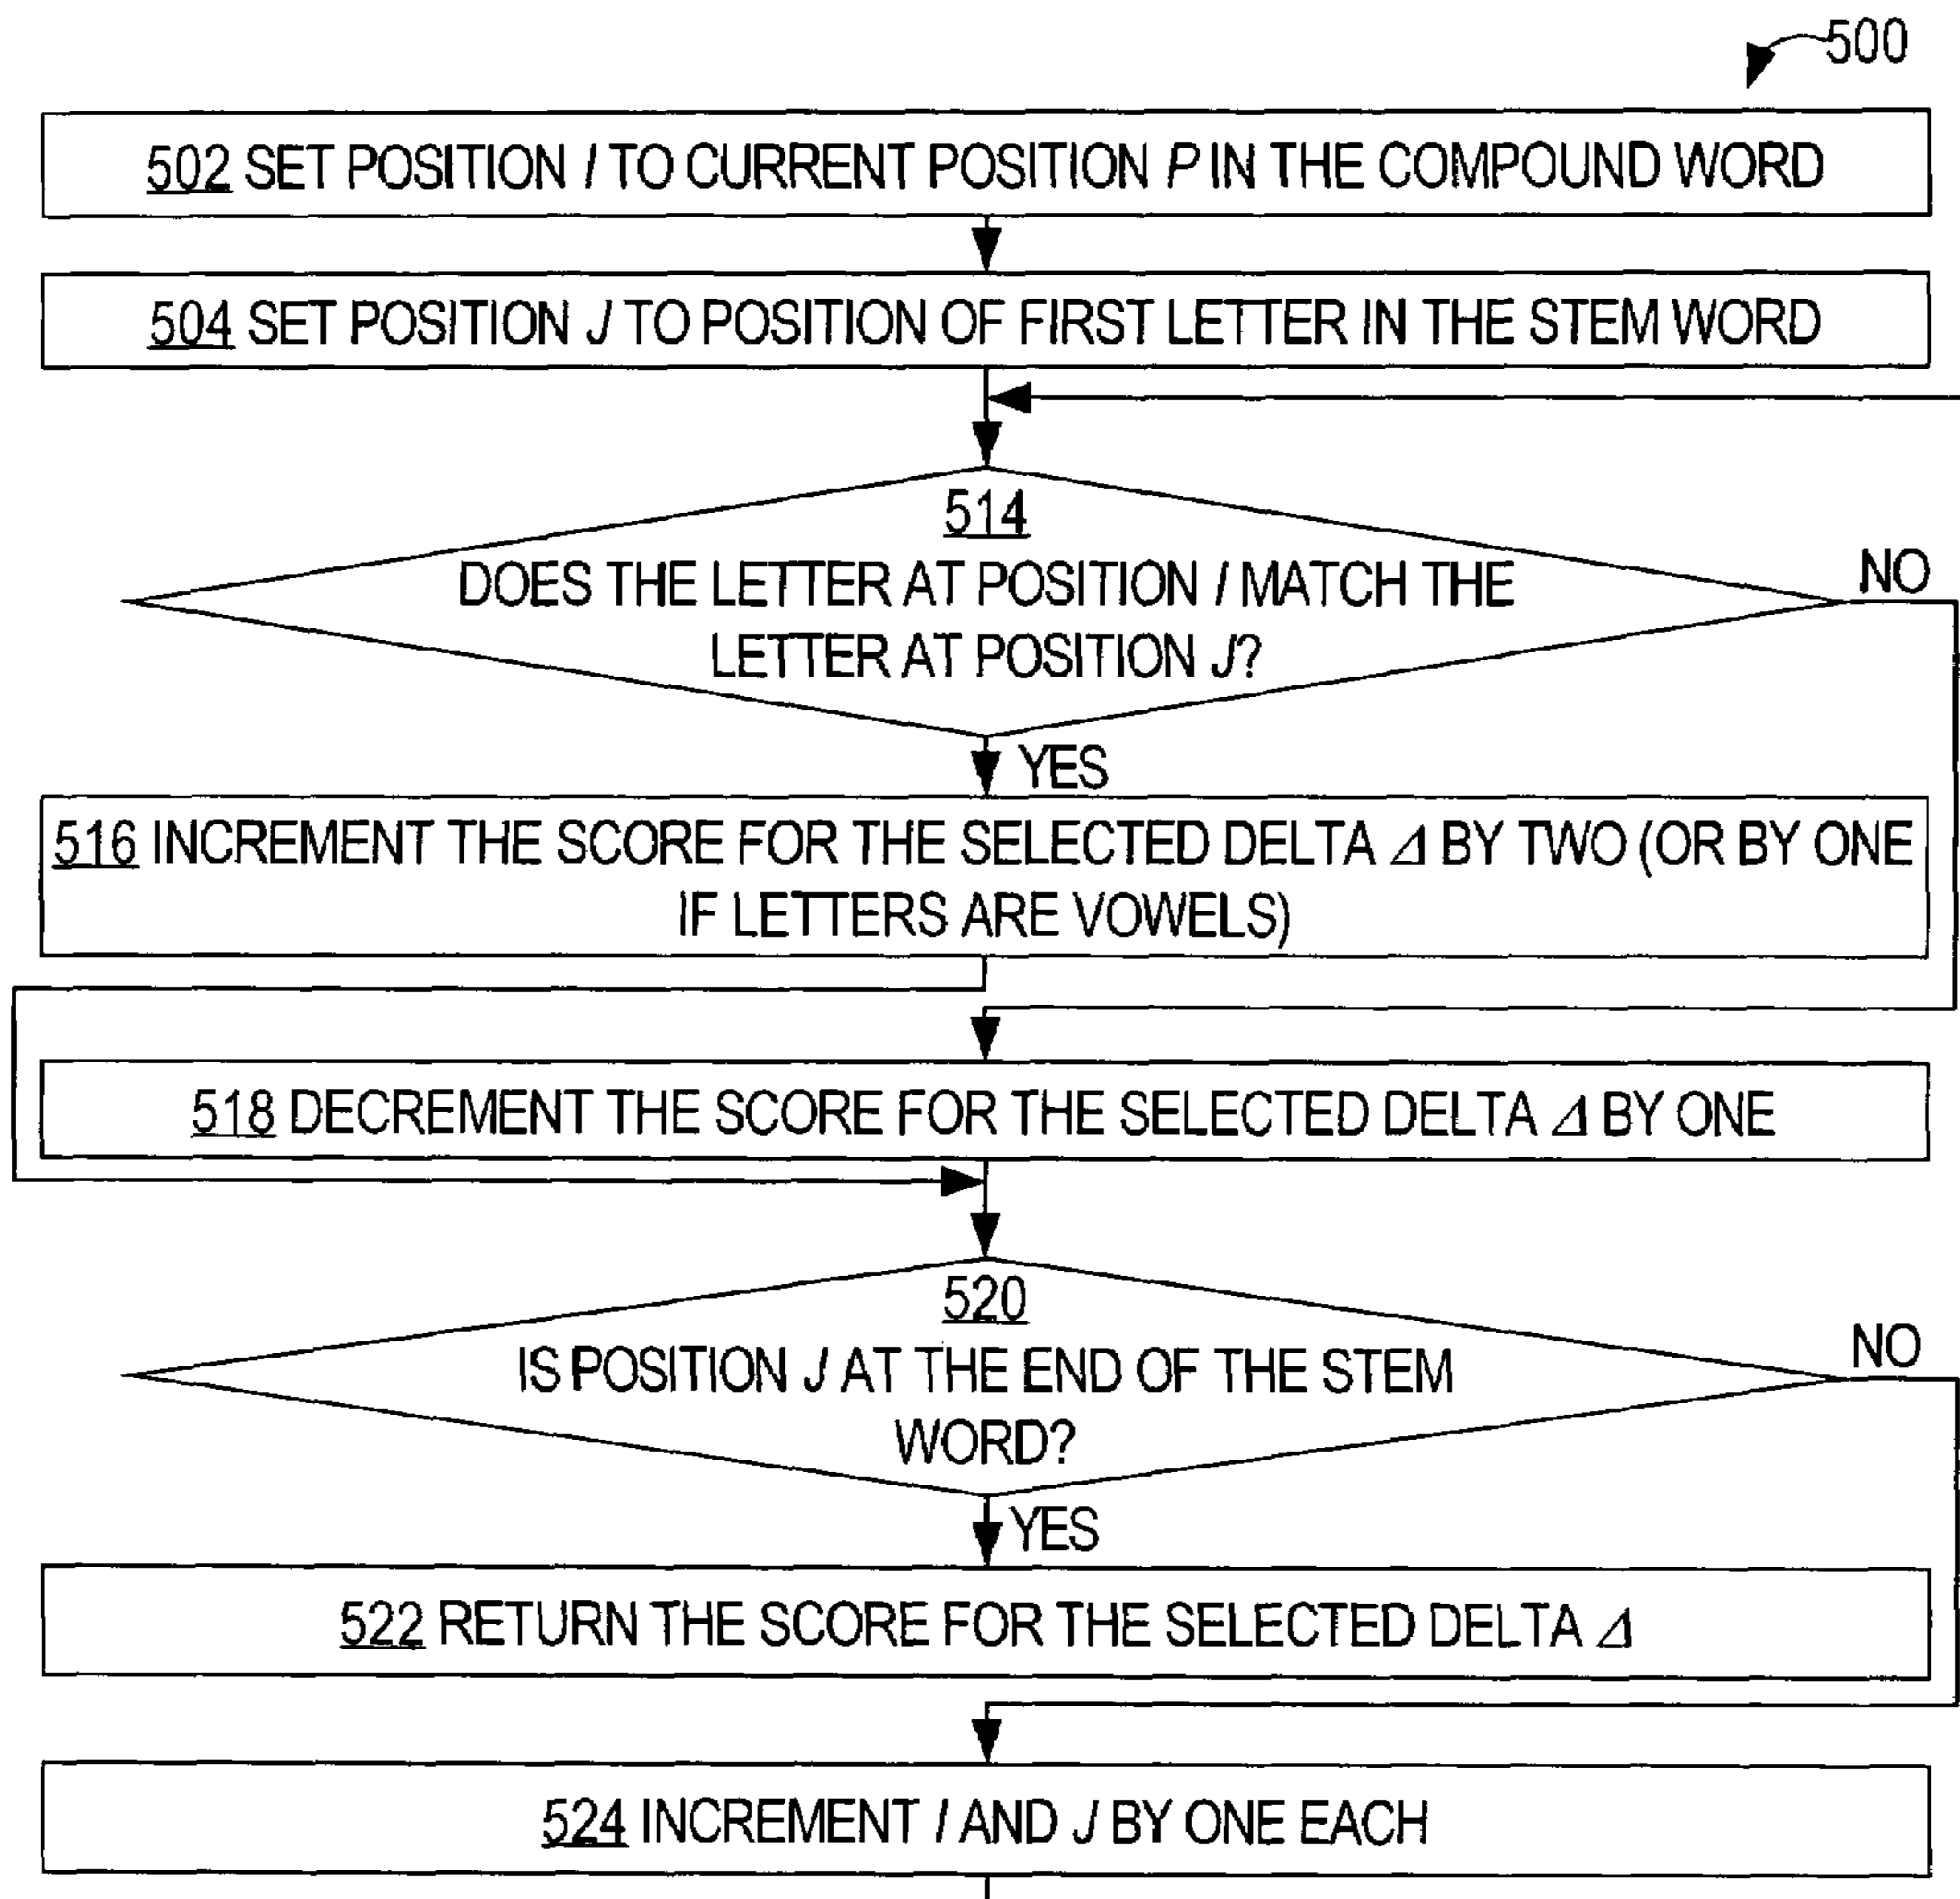 500
502 SET POSITION I TO CURRENT POSITION P IN THE COMPOUND WORD
504 SET POSITION J TO POSITION OF FIRST LETTER IN THE STEM WORD
514
DOES THE LETTER AT POSITION I MATCH THE
LETTER AT POSITION J?
NO
YES
516 INCREMENT THE SCORE FOR THE SELECTED DELTA Δ BY TWO (OR BY ONE
IF LETTERS ARE VOWELS)
518 DECREMENT THE SCORE FOR THE SELECTED DELTA Δ BY ONE
520
IS POSITION J AT THE END OF THE STEM
WORD?
NO
YES
522 RETURN THE SCORE FOR THE SELECTED DELTA Δ
524 INCREMENT I AND J BY ONE EACH